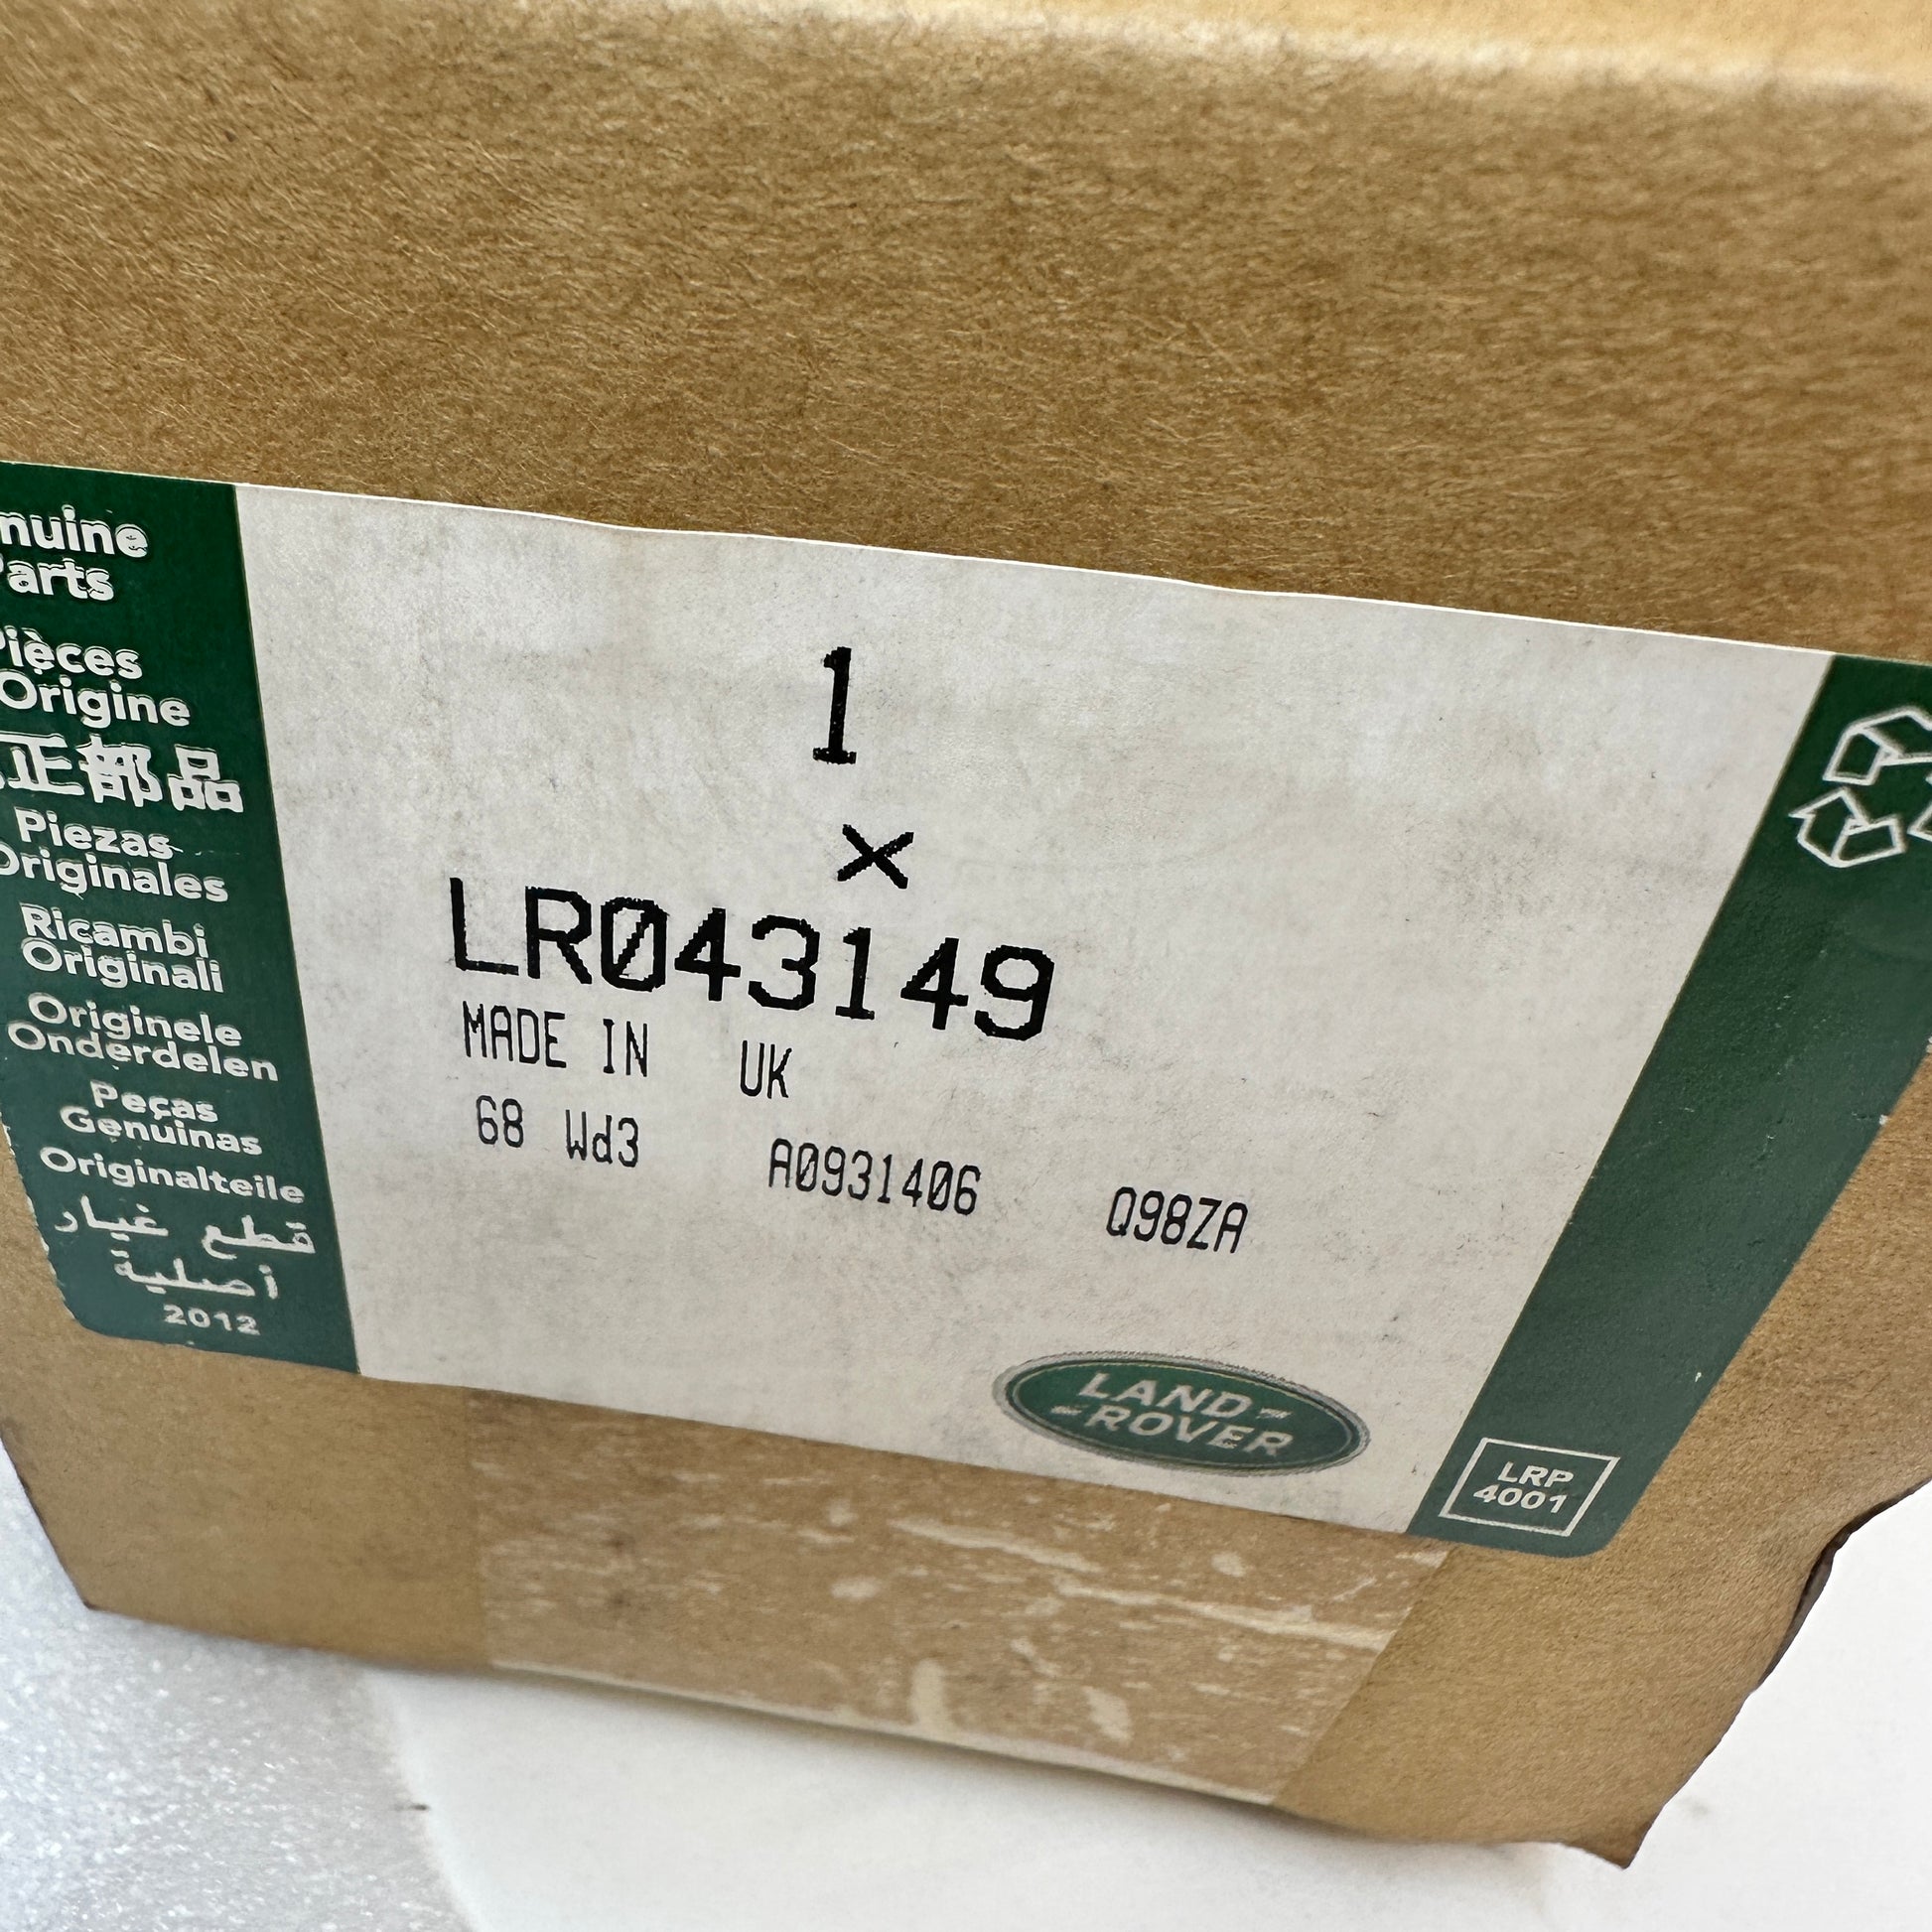 nuine
Parts
Pièces
Origine
正部品
Piezas
Originales
Ricambi
Originali
Originele
Onderdelen
Peças
Genuinas
Originalteile
قطع غيار
أصلية
2012
1
×
LR043149
MADE IN UK
68 Wd3 A0931406 Q98ZA
LAND
ROVER
LRP
4001